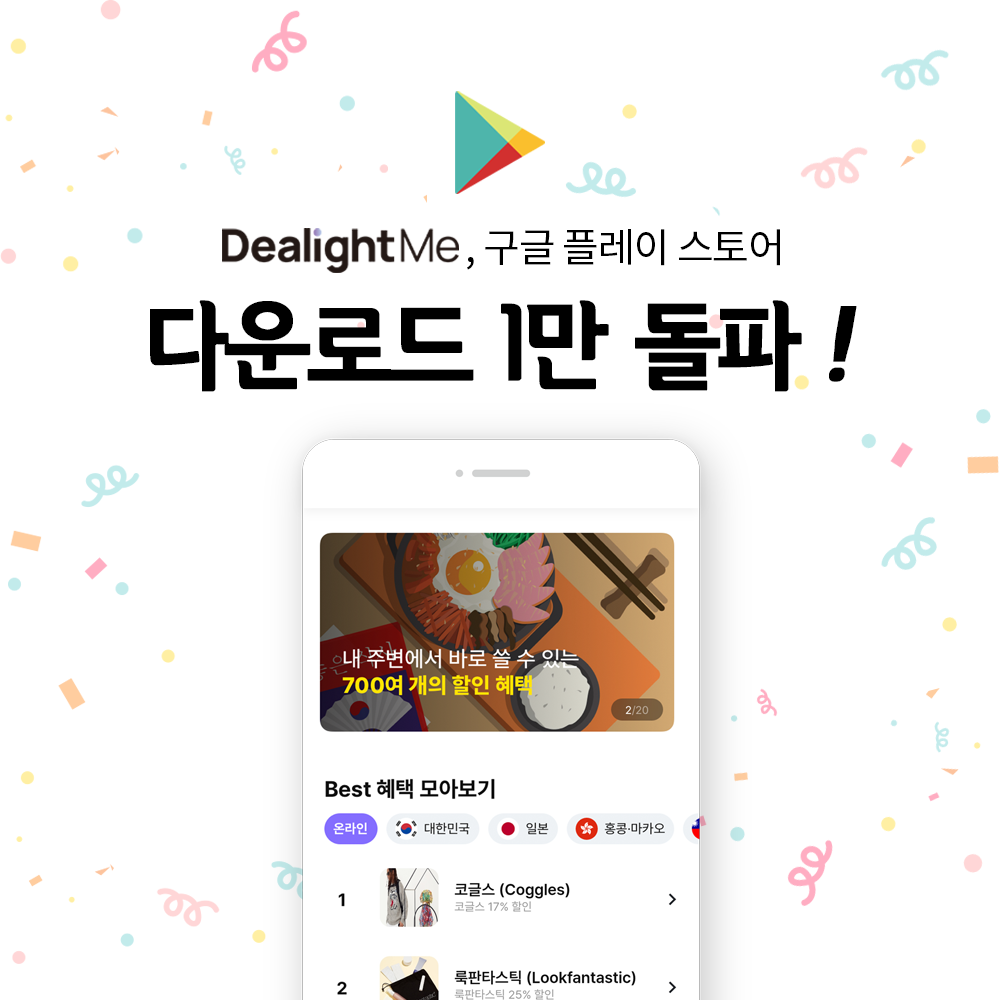 DealightMe, 구글 플레이 스토어
다운로드 1만 돌파 !
내 주변에서 바로 쓸 수 있는
700여 개의 할인 혜택
2/20
Best 혜택 모아보기
온라인 대한민국 일본 홍콩·마카오
1 코글스 (Coggles)
코글스 17% 할인
2 룩판타스틱 (Lookfantastic)
룩판타스틱 25% 할인